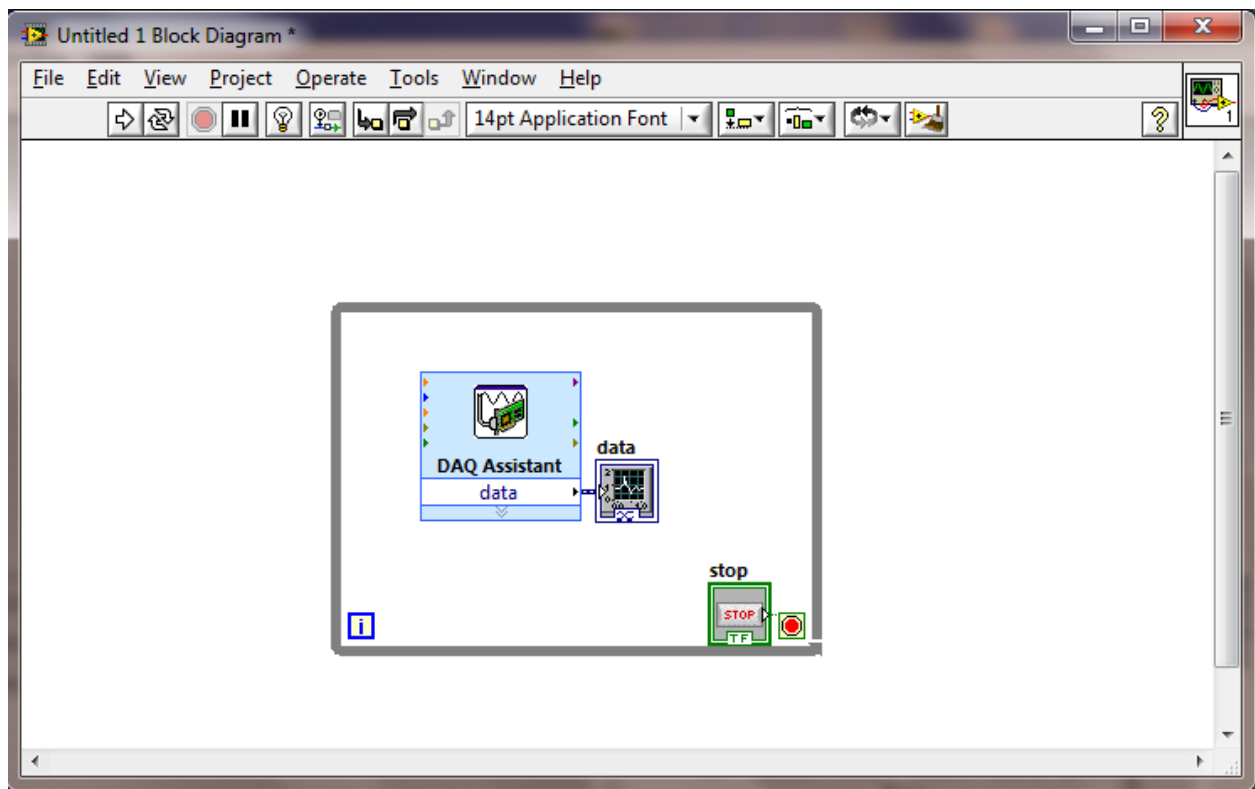 Untitled 1 Block Diagram *
File Edit View Project Operate Tools Window Help
14pt Application Font
?
1
data
DAQ Assistant
data
stop
STOP
TF
i